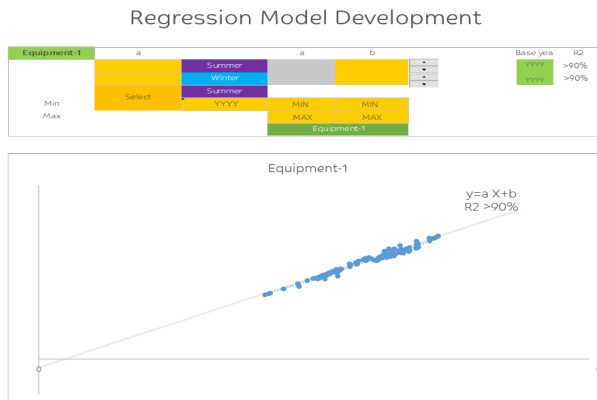 Regression Model Development
Equipment-1 a a b Base yea R2
Summer YYYY >90%
Winter YYYY >90%
Select Summer
Min YYYY MIN MIN
Max MAX MAX
Equipment-1
Equipment-1
y=a X+b
R2 >90%
0